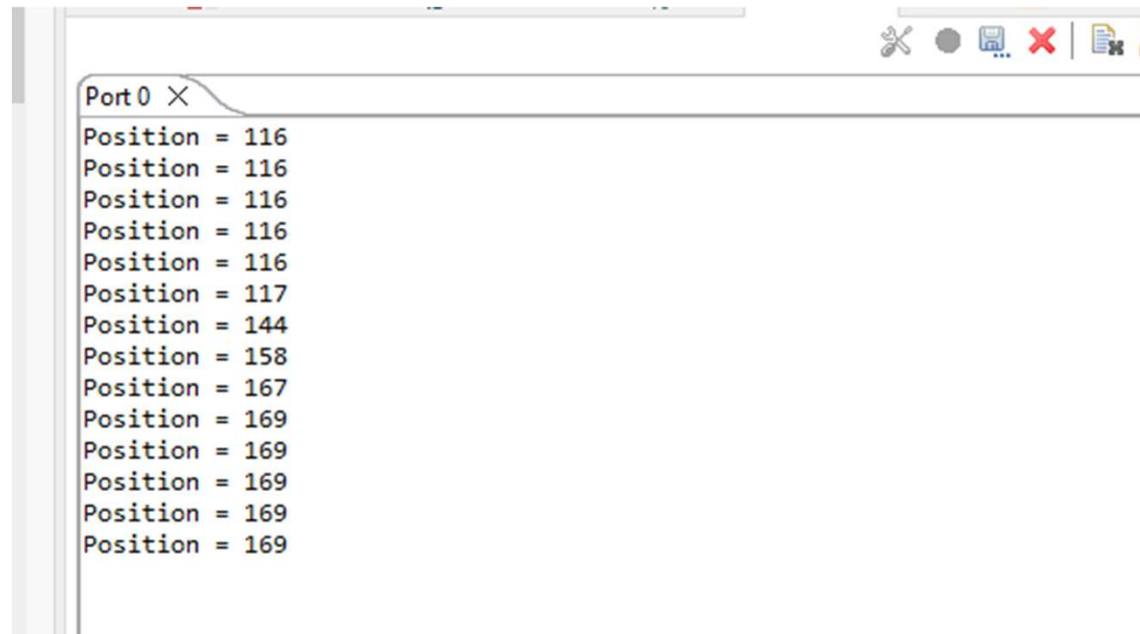 Port 0
Position = 116
Position = 116
Position = 116
Position = 116
Position = 116
Position = 117
Position = 144
Position = 158
Position = 167
Position = 169
Position = 169
Position = 169
Position = 169
Position = 169